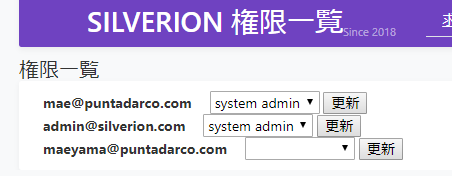 SILVERION 権限一覧 Since 2018
権限一覧
mae@puntadarco.com system admin 更新
admin@silverion.com system admin 更新
maeyama@puntadarco.com 更新